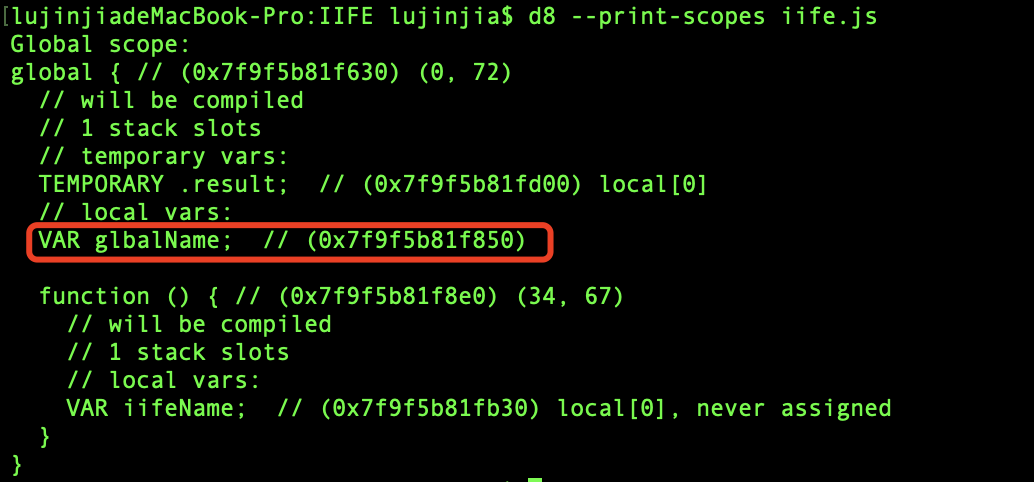 [lujinjiadeMacBook-Pro:IIFE lujinjia$ d8 --print-scopes iife.js
Global scope:
global { // (0x7f9f5b81f630) (0, 72)
  // will be compiled
  // 1 stack slots
  // temporary vars:
  TEMPORARY .result;  // (0x7f9f5b81fd00) local[0]
  // local vars:
  VAR glbalName;  // (0x7f9f5b81f850)

  function () { // (0x7f9f5b81f8e0) (34, 67)
    // will be compiled
    // 1 stack slots
    // local vars:
    VAR iifeName;  // (0x7f9f5b81fb30) local[0], never assigned
  }
}